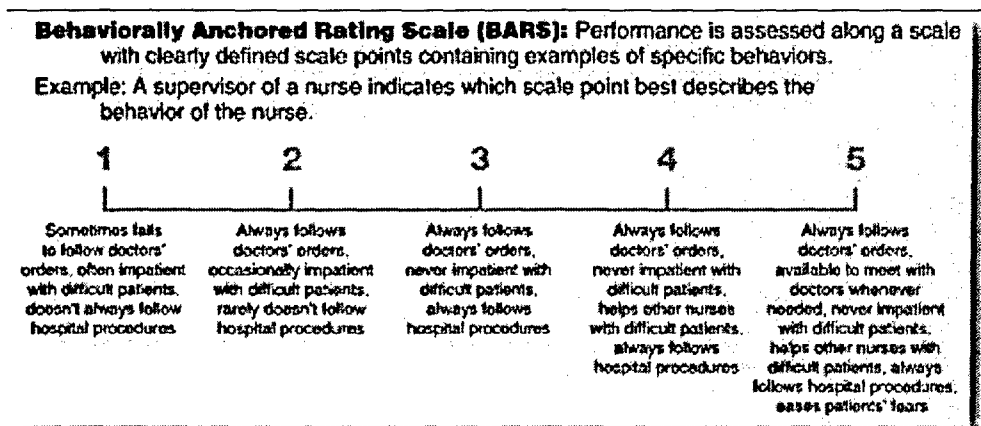 Behaviorally Anchored Rating Scale (BARS): Performance is assessed along a scale
with clearly defined scale points containing examples of specific behaviors.
Example: A supervisor of a nurse indicates which scale point best describes the
behavior of the nurse.
1 2 3 4 5
Sometimes fails
to follow doctors'
orders, often impatient
with difficult patients,
doesn't always follow
hospital procedures
Always follows
doctors' orders,
occasionally impatient
with difficult patients,
rarely doesn't follow
hospital procedures
Always follows
doctors' orders,
never impatient with
difficult patients,
always follows
hospital procedures
Always follows
doctors' orders,
never impatient with
difficult patients,
helps other nurses
with difficult patients,
always follows
hospital procedures
Always follows
doctors' orders,
available to meet with
doctors whenever
needed, never impatient
with difficult patients,
helps other nurses with
difficult patients, always
follows hospital procedures,
eases patients' fears